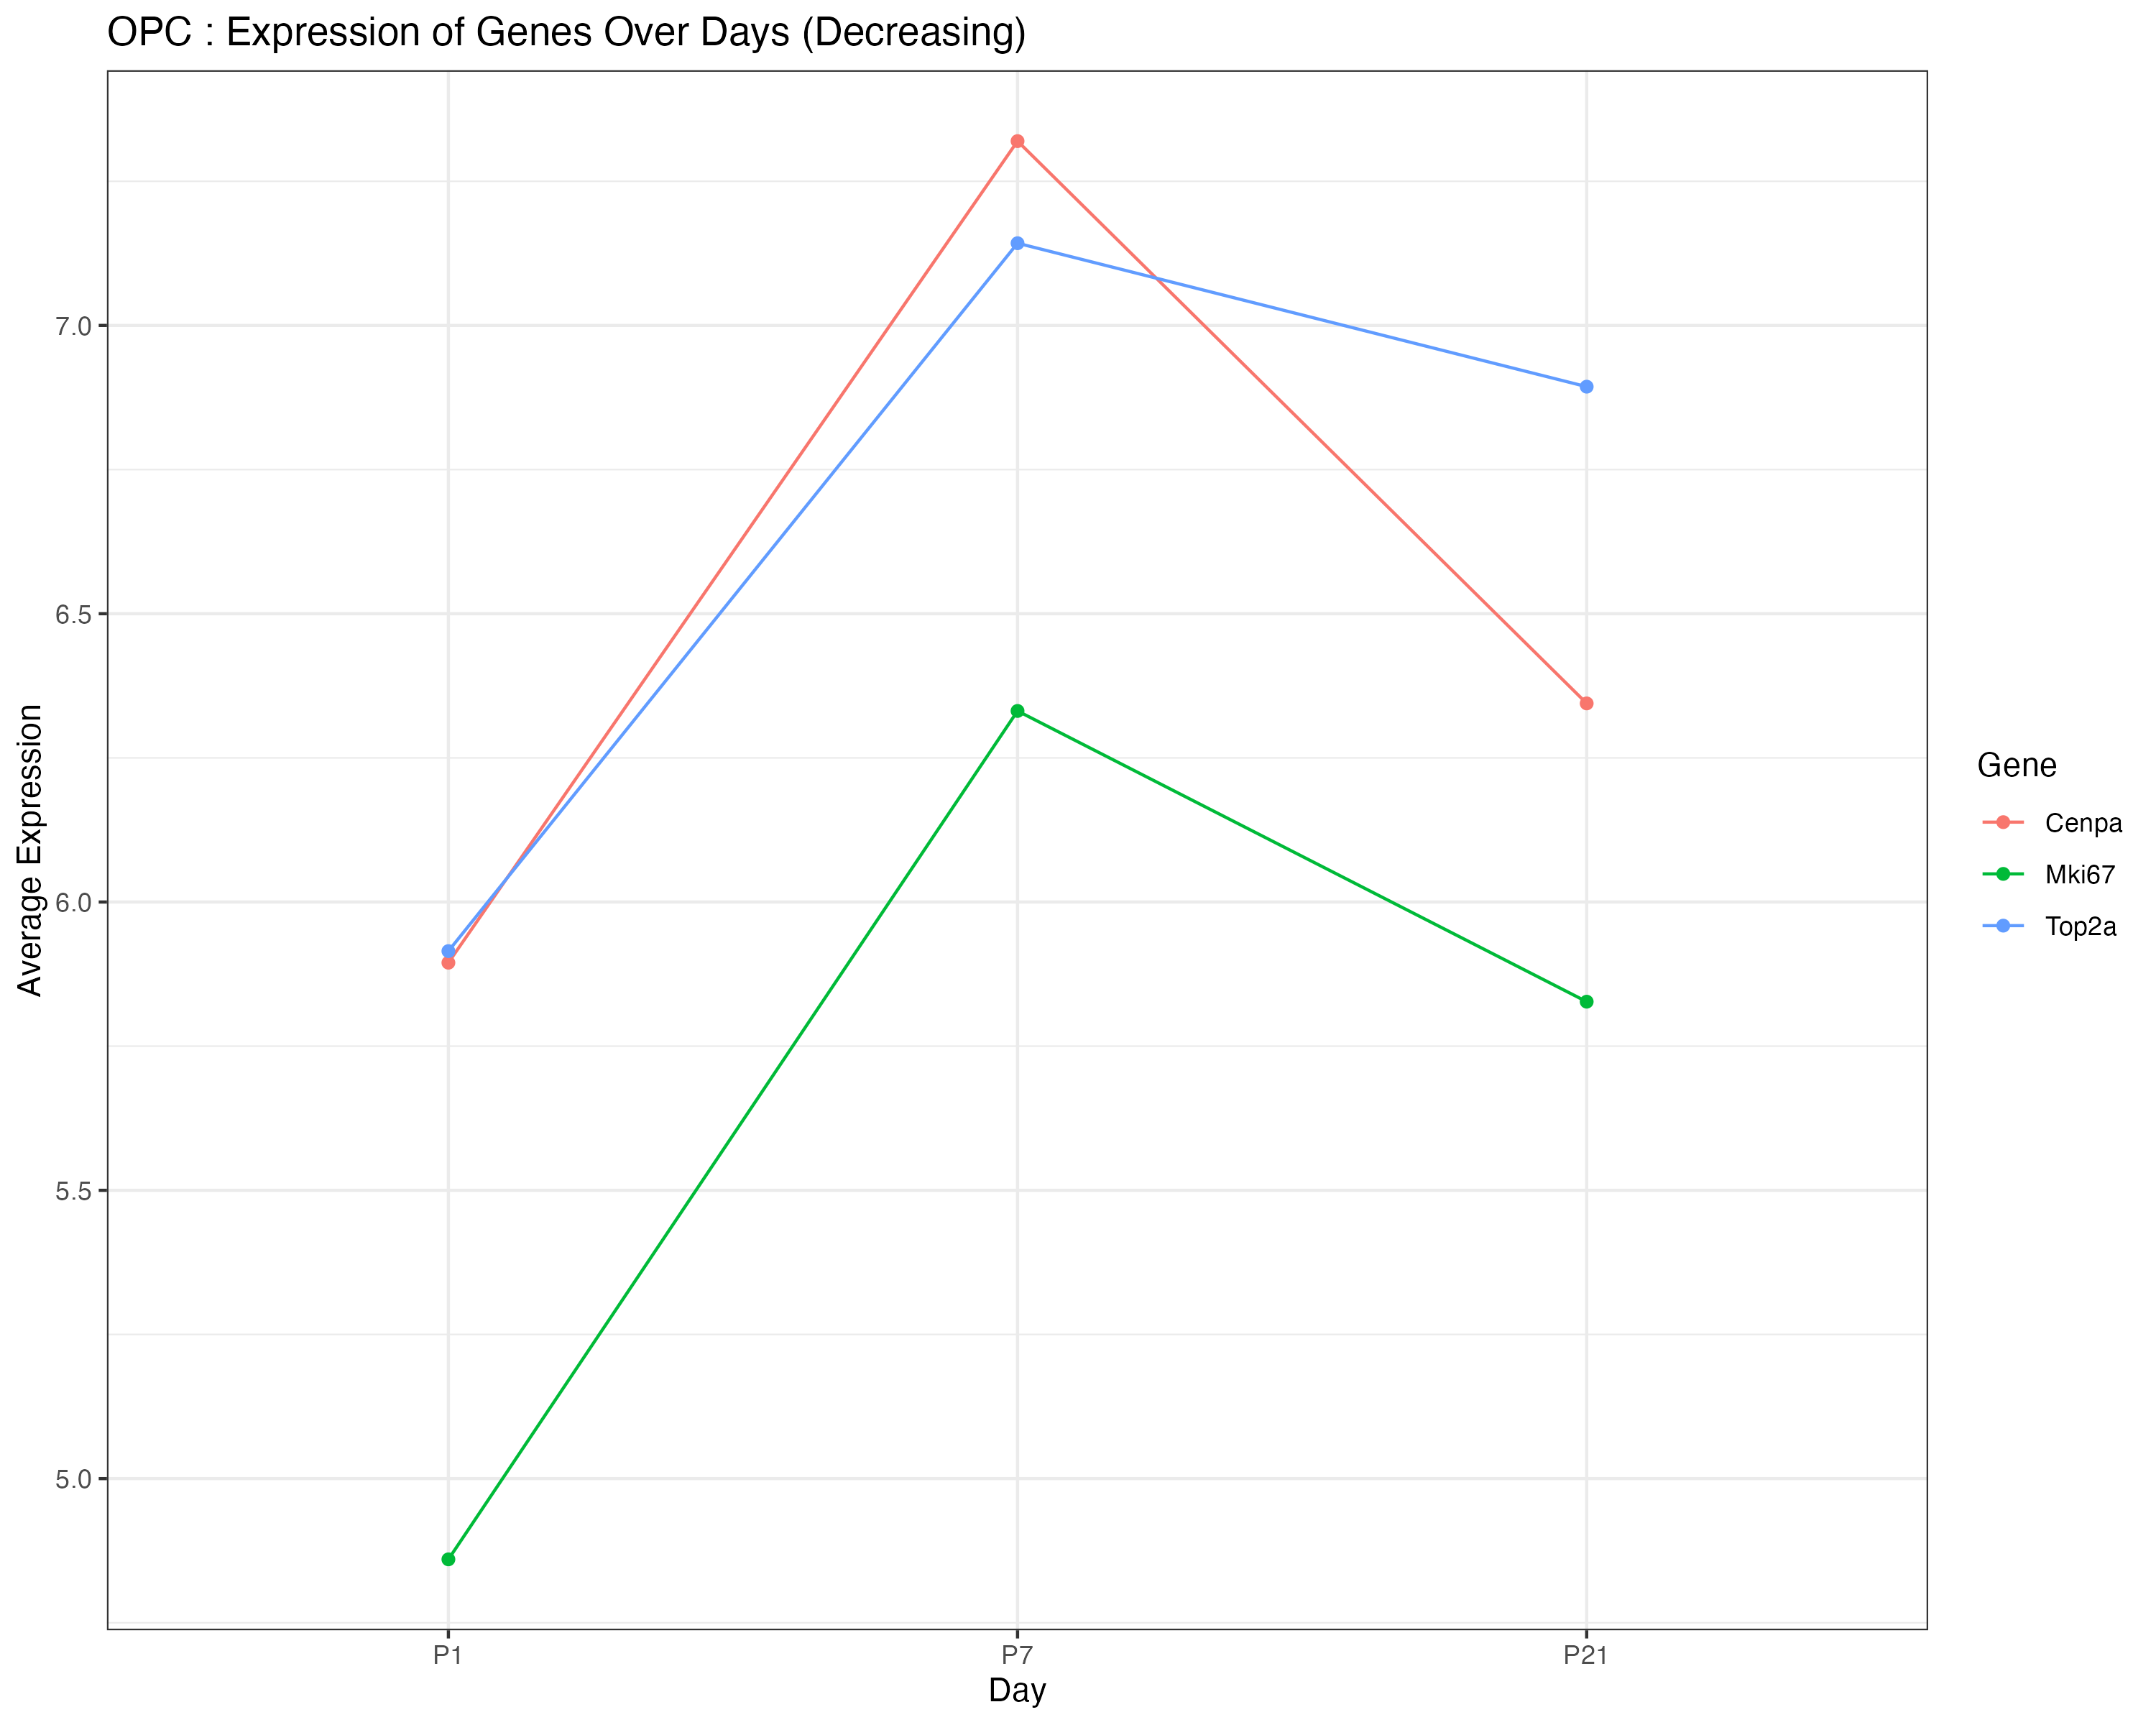 OPC : Expression of Genes Over Days (Decreasing)
Average Expression
7.0
6.5
6.0
5.5
5.0
P1
P7
P21
Day
Gene
Cenpa
Mki67
Top2a